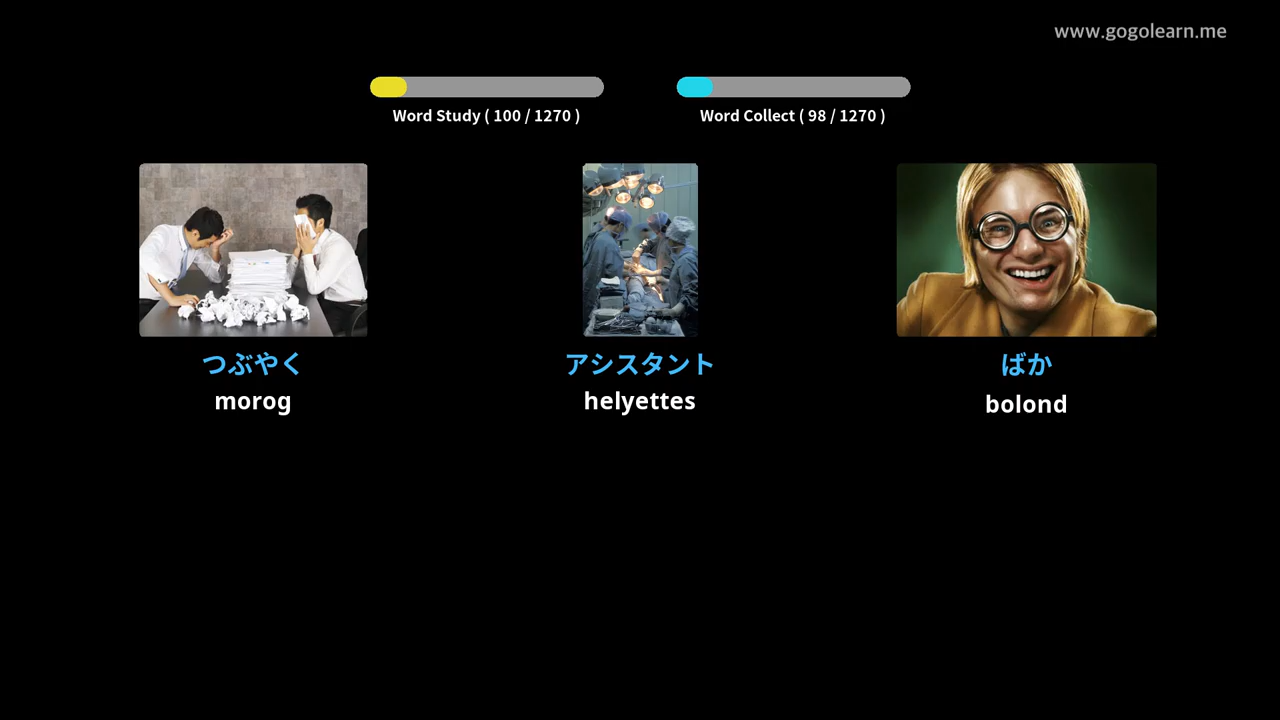 www.gogolearn.me
Word Study ( 100 / 1270 )
Word Collect ( 98 / 1270 )
つぶやく
アシスタント
ばか
morog
helyettes
bolond